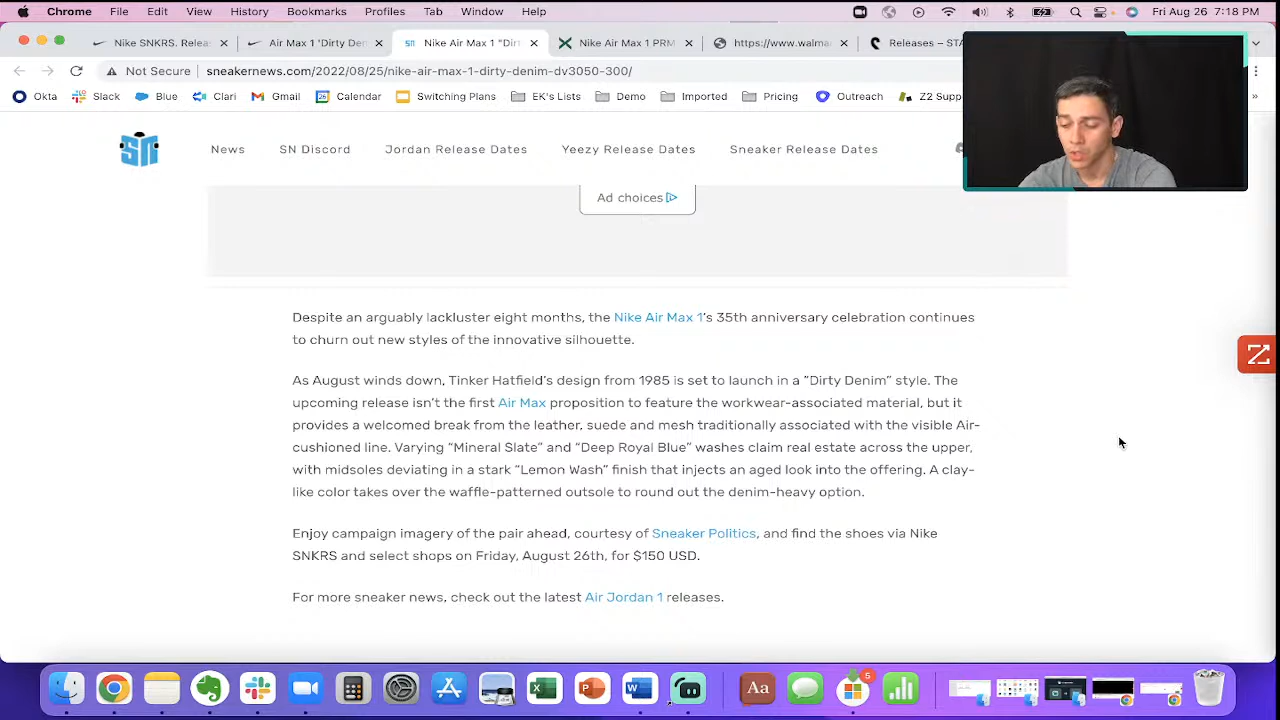 Chrome File Edit View History Bookmarks Profiles Tab Window Help Fri Aug 26 7:18 PM
Nike SNKRS. Relea Air Max 1 'Dirty Den Nike Air Max 1 "Dirt Nike Air Max 1 PRM https://www.walma Releases – STA
Not Secure sneakernews.com/2022/08/25/nike-air-max-1-dirty-denim-dv3050-300/
Okta Slack Blue Clari Gmail Calendar Switching Plans EK's Lists Demo Imported Pricing Outreach Z2 Supp »
SN News SN Discord Jordan Release Dates Yeezy Release Dates Sneaker Release Dates
Ad choices
Despite an arguably lackluster eight months, the Nike Air Max 1's 35th anniversary celebration continues
to churn out new styles of the innovative silhouette.
As August winds down, Tinker Hatfield's design from 1985 is set to launch in a "Dirty Denim" style. The
upcoming release isn't the first Air Max proposition to feature the workwear-associated material, but it
provides a welcomed break from the leather, suede and mesh traditionally associated with the visible Air-
cushioned line. Varying "Mineral Slate" and "Deep Royal Blue" washes claim real estate across the upper,
with midsoles deviating in a stark "Lemon Wash" finish that injects an aged look into the offering. A clay-
like color takes over the waffle-patterned outsole to round out the denim-heavy option.
Enjoy campaign imagery of the pair ahead, courtesy of Sneaker Politics, and find the shoes via Nike
SNKRS and select shops on Friday, August 26th, for $150 USD.
For more sneaker news, check out the latest Air Jordan 1 releases.
Aa 5